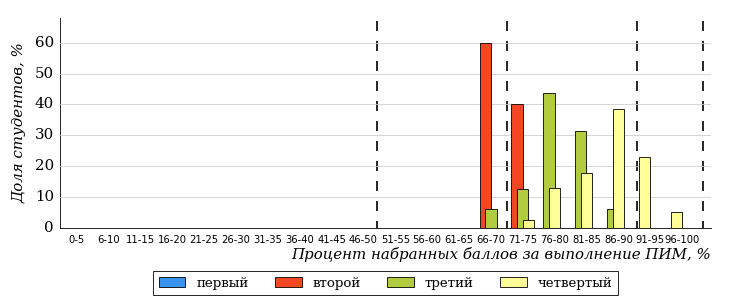 60
50
40
30
20
10
0
Доля студентов, %
0-5 6-10 11-15 16-20 21-25 26-30 31-35 36-40 41-45 46-50 51-55 56-60 61-65 66-70 71-75 76-80 81-85 86-90 91-95 96-100
Процент набранных баллов за выполнение ПИМ, %
первый второй третий четвертый